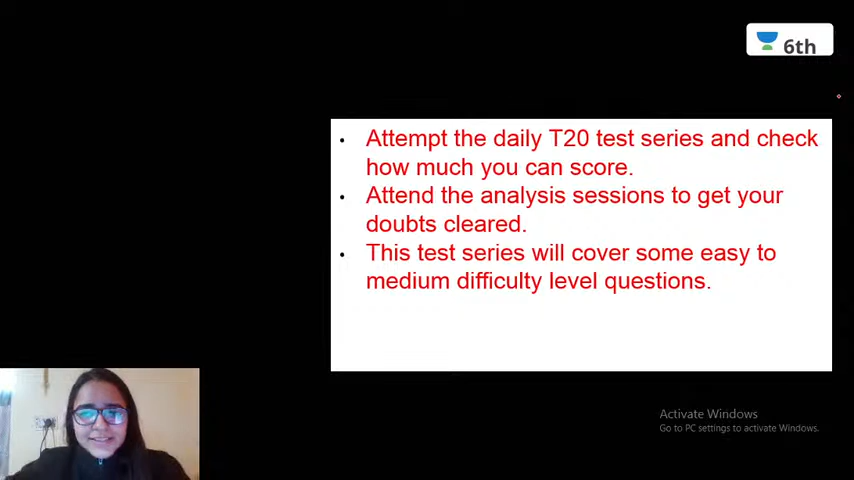 6th
• Attempt the daily T20 test series and check
how much you can score.
• Attend the analysis sessions to get your
doubts cleared.
• This test series will cover some easy to
medium difficulty level questions.
Activate Windows
Go to PC settings to activate Windows.